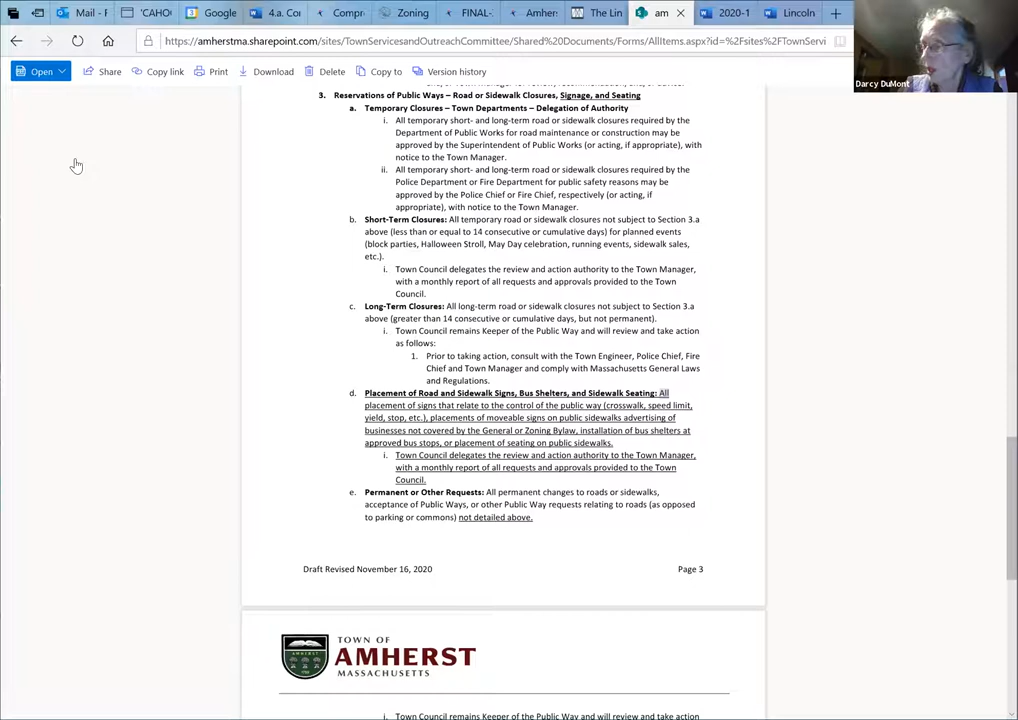 Mail - F
'CAHO
Google
4.a. Cor
Compr
Zoning
FINAL-
Amher
The Lin
am
2020-1
Lincoln
https://amherstma.sharepoint.com/sites/TownServicesandOutreachCommittee/Shared%20Documents/Forms/AllItems.aspx?id=%2Fsites%2FTownServi
Open
Share
Copy link
Print
Download
Delete
Copy to
Version history
Darcy DuMont
3. Reservations of Public Ways – Road or Sidewalk Closures, Signage, and Seating
a. Temporary Closures – Town Departments – Delegation of Authority
i. All temporary short- and long-term road or sidewalk closures required by the
Department of Public Works for road maintenance or construction may be
approved by the Superintendent of Public Works (or acting, if appropriate), with
notice to the Town Manager.
ii. All temporary short- and long-term road or sidewalk closures required by the
Police Department or Fire Department for public safety reasons may be
approved by the Police Chief or Fire Chief, respectively (or acting, if
appropriate), with notice to the Town Manager.
b. Short-Term Closures: All temporary road or sidewalk closures not subject to Section 3.a
above (less than or equal to 14 consecutive or cumulative days) for planned events
(block parties, Halloween Stroll, May Day celebration, running events, sidewalk sales,
etc.).
i. Town Council delegates the review and action authority to the Town Manager,
with a monthly report of all requests and approvals provided to the Town
Council.
c. Long-Term Closures: All long-term road or sidewalk closures not subject to Section 3.a
above (greater than 14 consecutive or cumulative days, but not permanent).
i. Town Council remains Keeper of the Public Way and will review and take action
as follows:
1. Prior to taking action, consult with the Town Engineer, Police Chief, Fire
Chief and Town Manager and comply with Massachusetts General Laws
and Regulations.
d. Placement of Road and Sidewalk Signs, Bus Shelters, and Sidewalk Seating: All
placement of signs that relate to the control of the public way (crosswalk, speed limit,
yield, stop, etc.), placements of moveable signs on public sidewalks advertising of
businesses not covered by the General or Zoning Bylaw, installation of bus shelters at
approved bus stops, or placement of seating on public sidewalks.
i. Town Council delegates the review and action authority to the Town Manager,
with a monthly report of all requests and approvals provided to the Town
Council.
e. Permanent or Other Requests: All permanent changes to roads or sidewalks,
acceptance of Public Ways, or other Public Way requests relating to roads (as opposed
to parking or commons) not detailed above.
Draft Revised November 16, 2020
Page 3
TOWN OF
AMHERST
MASSACHUSETTS
i. Town Council remains Keeper of the Public Way and will review and take action